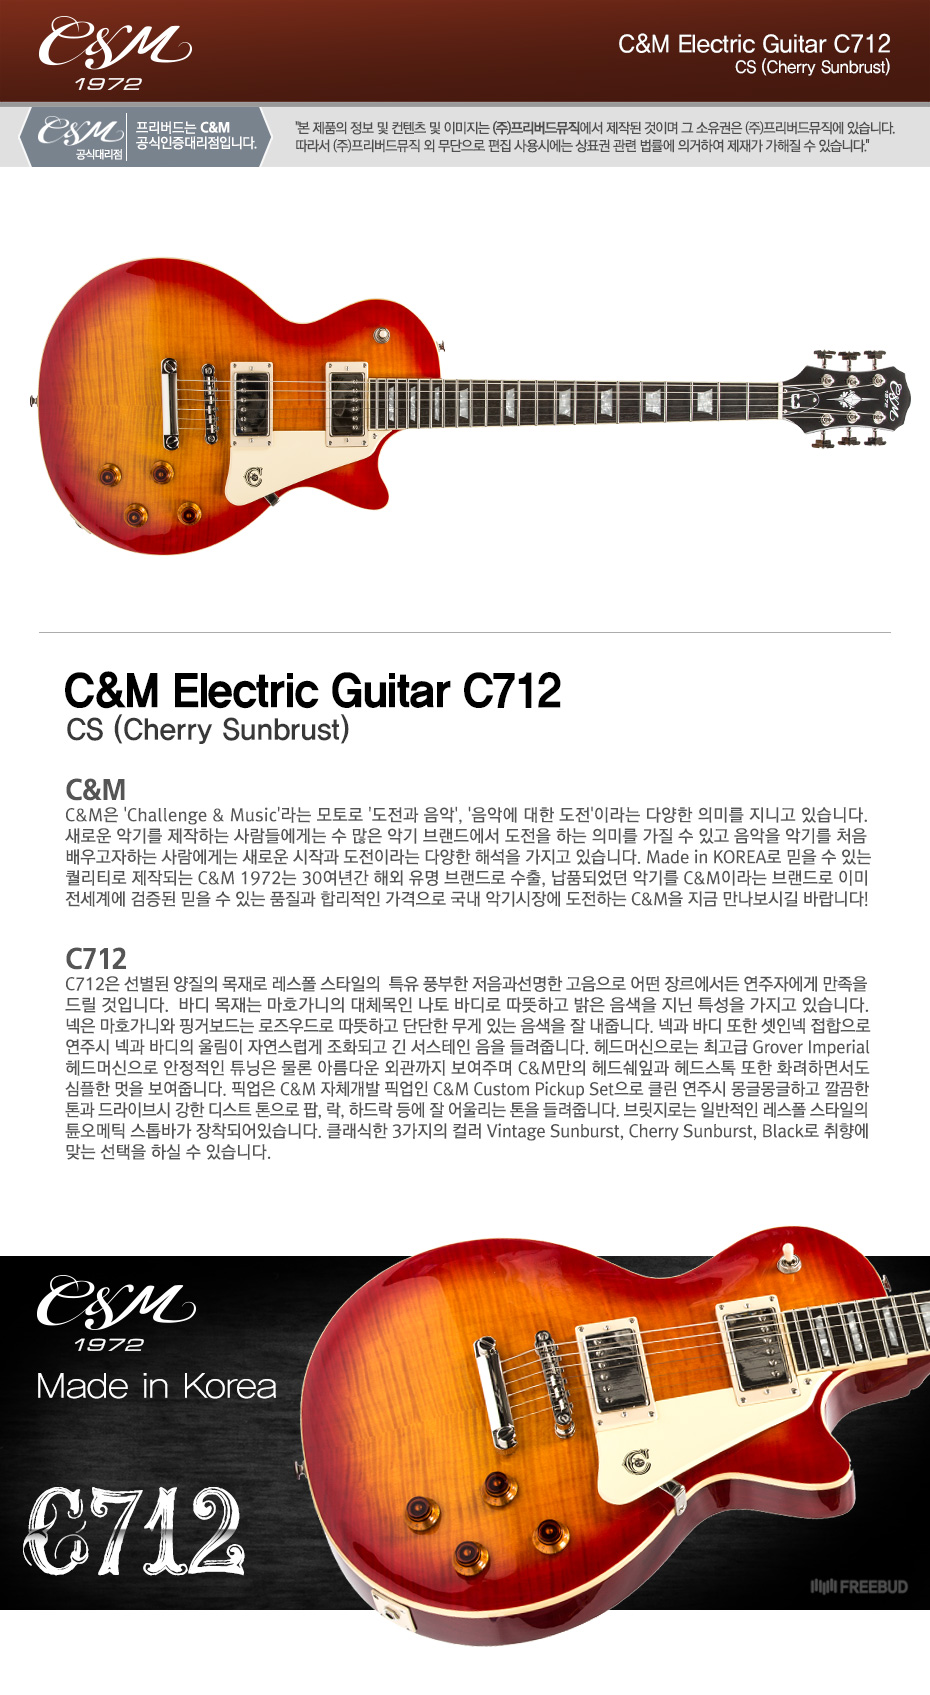 C&M
1972
C&M Electric Guitar C712
CS (Cherry Sunbrust)
C&M
공식대리점
프리버드는 C&M
공식인증대리점입니다.
"본 제품의 정보 및 컨텐츠 및 이미지는 (주)프리버드뮤직에서 제작된 것이며 그 소유권은 (주)프리버드뮤직에 있습니다.
따라서 (주)프리버드뮤직 외 무단으로 편집 사용시에는 상표권 관련 법률에 의거하여 제재가 가해질 수 있습니다."
C&M
1972
C
C&M Electric Guitar C712
CS (Cherry Sunbrust)
C&M
C&M은 'Challenge & Music'라는 모토로 '도전과 음악', '음악에 대한 도전'이라는 다양한 의미를 지니고 있습니다.
새로운 악기를 제작하는 사람들에게는 수 많은 악기 브랜드에서 도전을 하는 의미를 가질 수 있고 음악을 악기를 처음
배우고자하는 사람에게는 새로운 시작과 도전이라는 다양한 해석을 가지고 있습니다. Made in KOREA로 믿을 수 있는
퀄리티로 제작되는 C&M 1972는 30여년간 해외 유명 브랜드로 수출, 납품되었던 악기를 C&M이라는 브랜드로 이미
전세계에 검증된 믿을 수 있는 품질과 합리적인 가격으로 국내 악기시장에 도전하는 C&M을 지금 만나보시길 바랍니다!
C712
C712은 선별된 양질의 목재로 레스폴 스타일의  특유 풍부한 저음과선명한 고음으로 어떤 장르에서든 연주자에게 만족을
드릴 것입니다.  바디 목재는 마호가니의 대체목인 나토 바디로 따뜻하고 밝은 음색을 지닌 특성을 가지고 있습니다.
넥은 마호가니와 핑거보드는 로즈우드로 따뜻하고 단단한 무게 있는 음색을 잘 내줍니다. 넥과 바디 또한 셋인넥 접합으로
연주시 넥과 바디의 울림이 자연스럽게 조화되고 긴 서스테인 음을 들려줍니다. 헤드머신으로는 최고급 Grover Imperial
헤드머신으로 안정적인 튜닝은 물론 아름다운 외관까지 보여주며 C&M만의 헤드쉐잎과 헤드스톡 또한 화려하면서도
심플한 멋을 보여줍니다. 픽업은 C&M 자체개발 픽업인 C&M Custom Pickup Set으로 클린 연주시 몽글몽글하고 깔끔한
톤과 드라이브시 강한 디스트 톤으로 팝, 락, 하드락 등에 잘 어울리는 톤을 들려줍니다. 브릿지로는 일반적인 레스폴 스타일의
튠오메틱 스톱바가 장착되어있습니다. 클래식한 3가지의 컬러 Vintage Sunburst, Cherry Sunburst, Black로 취향에
맞는 선택을 하실 수 있습니다.
C&M
1972
Made in Korea
C712
C
FREEBUD